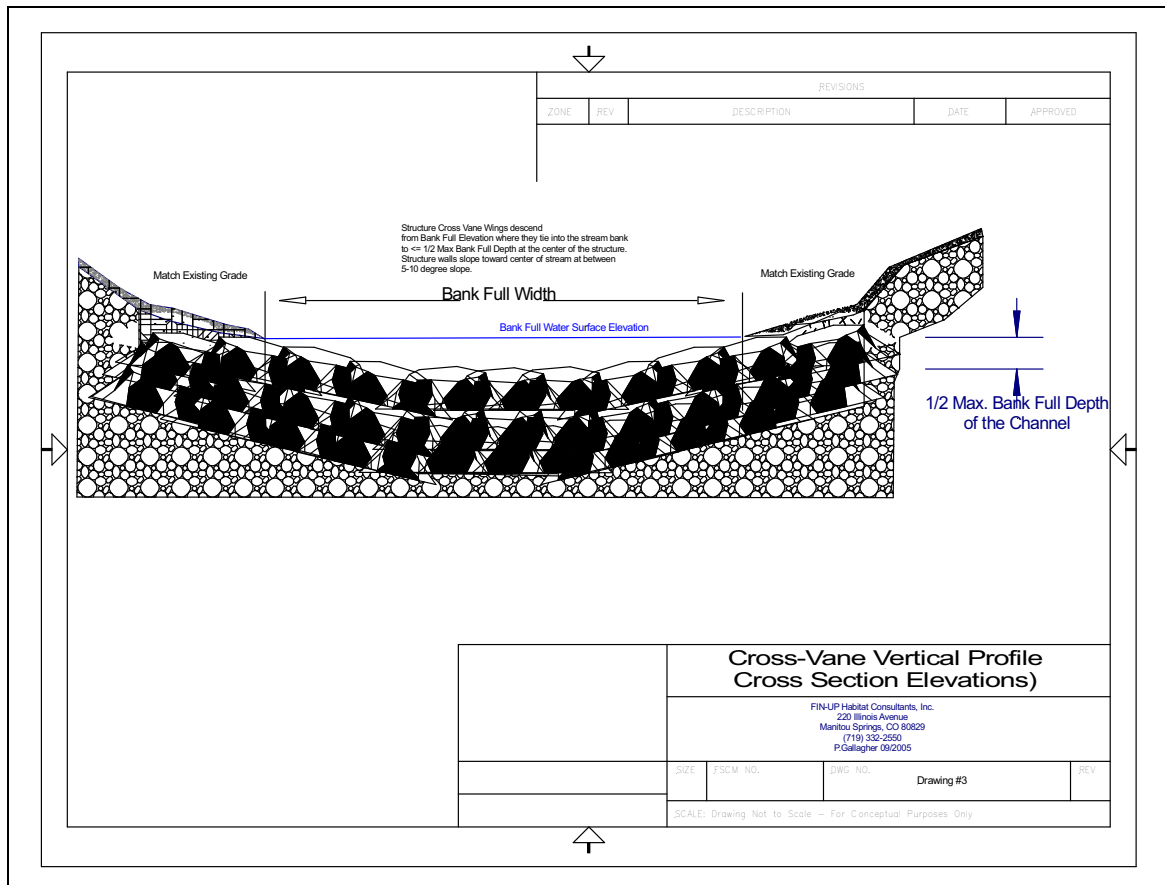 REVISIONS
ZONE REV DESCRIPTION DATE APPROVED
Structure Cross Vane Wings descend
from Bank Full Elevation where they tie into the stream bank
to <= 1/2 Max Bank Full Depth at the center of the structure.
Structure walls slope toward center of stream at between
5-10 degree slope.
Match Existing Grade
Match Existing Grade
Bank Full Width
Bank Full Water Surface Elevation
1/2 Max. Bank Full Depth
of the Channel
Cross-Vane Vertical Profile
Cross Section Elevations)
FIN-UP Habitat Consultants, Inc.
220 Illinois Avenue
Manitou Springs, CO 80829
(719) 332-2550
P.Gallagher 09/2005
SIZE FSCM NO. DWG NO. REV
Drawing #3
SCALE: Drawing Not to Scale – For Conceptual Purposes Only